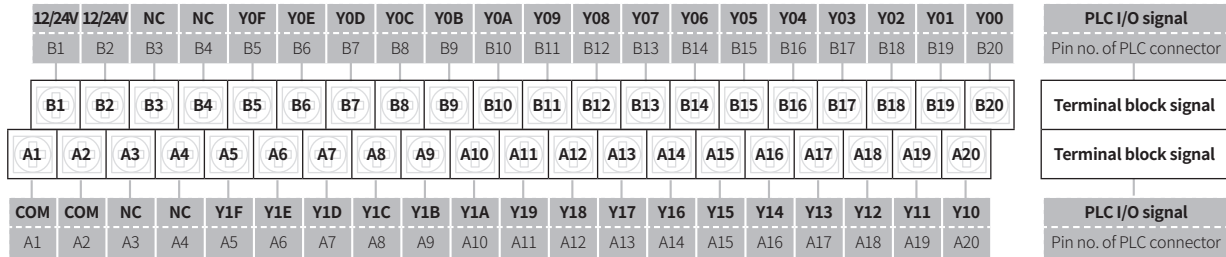 12/24V 12/24V NC NC Y0F Y0E Y0D Y0C Y0B Y0A Y09 Y08 Y07 Y06 Y05 Y04 Y03 Y02 Y01 Y00 PLC I/O signal
B1 B2 B3 B4 B5 B6 B7 B8 B9 B10 B11 B12 B13 B14 B15 B16 B17 B18 B19 B20 Pin no. of PLC connector
B1 B2 B3 B4 B5 B6 B7 B8 B9 B10 B11 B12 B13 B14 B15 B16 B17 B18 B19 B20 Terminal block signal
A1 A2 A3 A4 A5 A6 A7 A8 A9 A10 A11 A12 A13 A14 A15 A16 A17 A18 A19 A20 Terminal block signal
COM COM NC NC Y1F Y1E Y1D Y1C Y1B Y1A Y19 Y18 Y17 Y16 Y15 Y14 Y13 Y12 Y11 Y10 PLC I/O signal
A1 A2 A3 A4 A5 A6 A7 A8 A9 A10 A11 A12 A13 A14 A15 A16 A17 A18 A19 A20 Pin no. of PLC connector